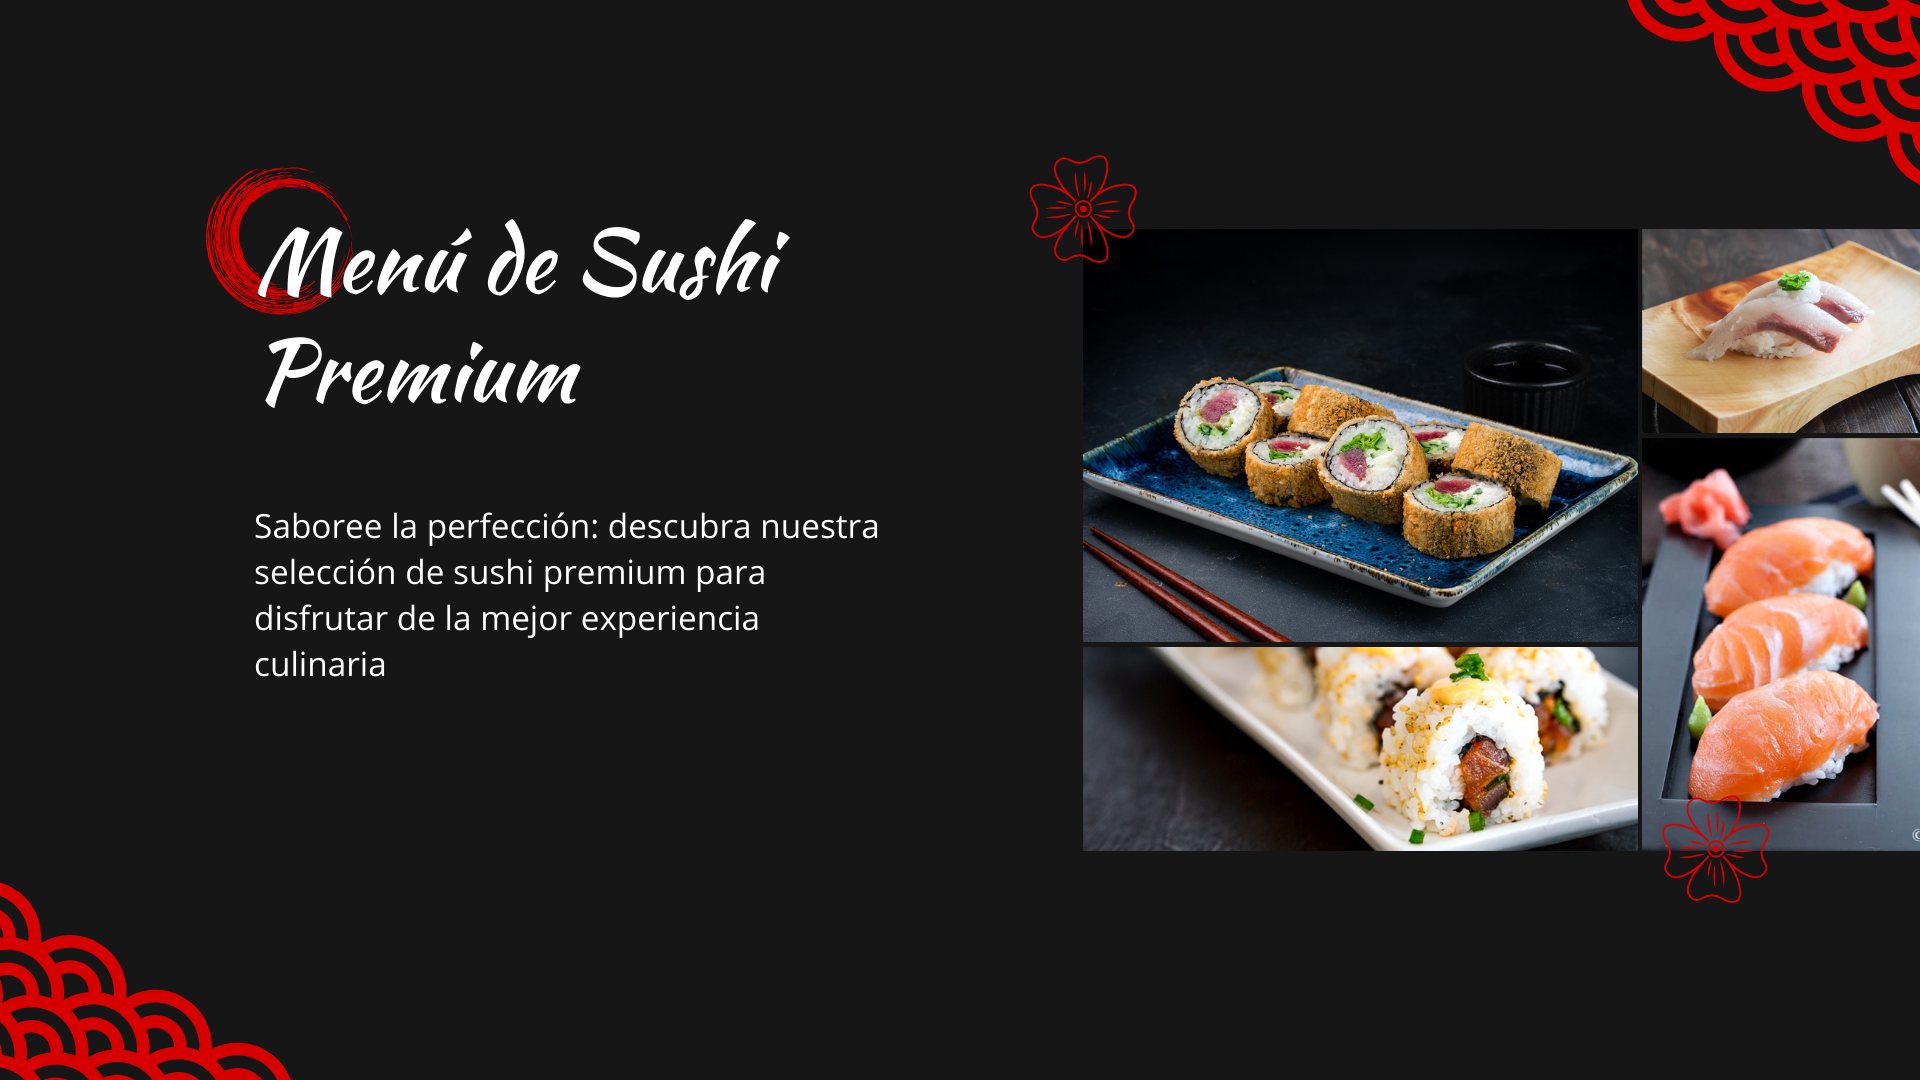 Menú de Sushi
Premium
Saboree la perfección: descubra nuestra
selección de sushi premium para
disfrutar de la mejor experiencia
culinaria
©